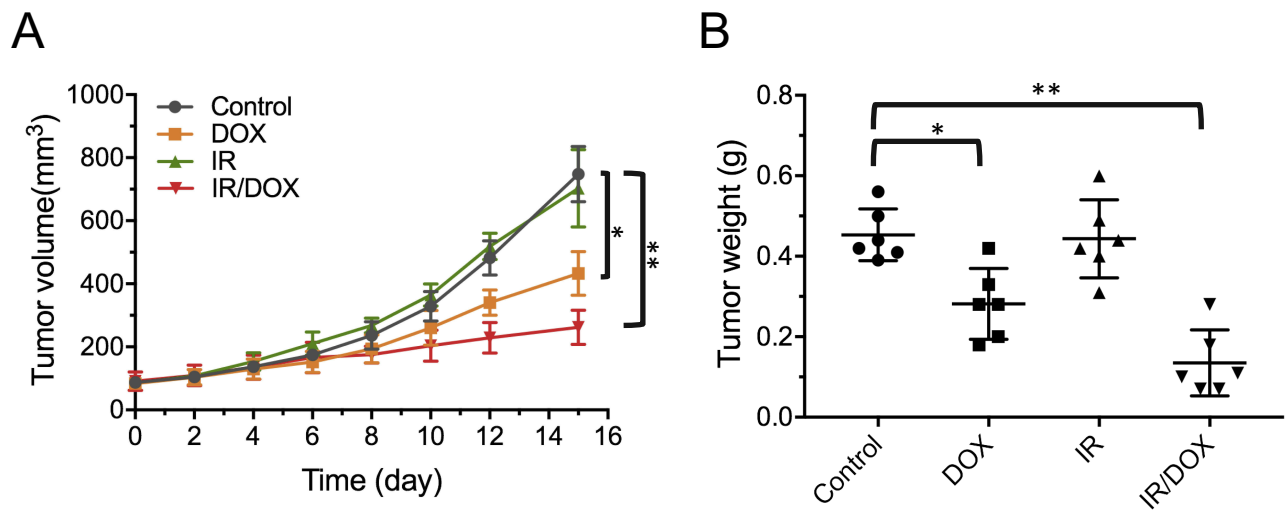 A
B
Tumor volume(mm³)
1000
800
600
400
200
0
Control
DOX
IR
IR/DOX
*
**
0 2 4 6 8 10 12 14 16
Time (day)
Tumor weight (g)
0.8
0.6
0.4
0.2
0.0
**
*
Control
DOX
IR
IR/DOX